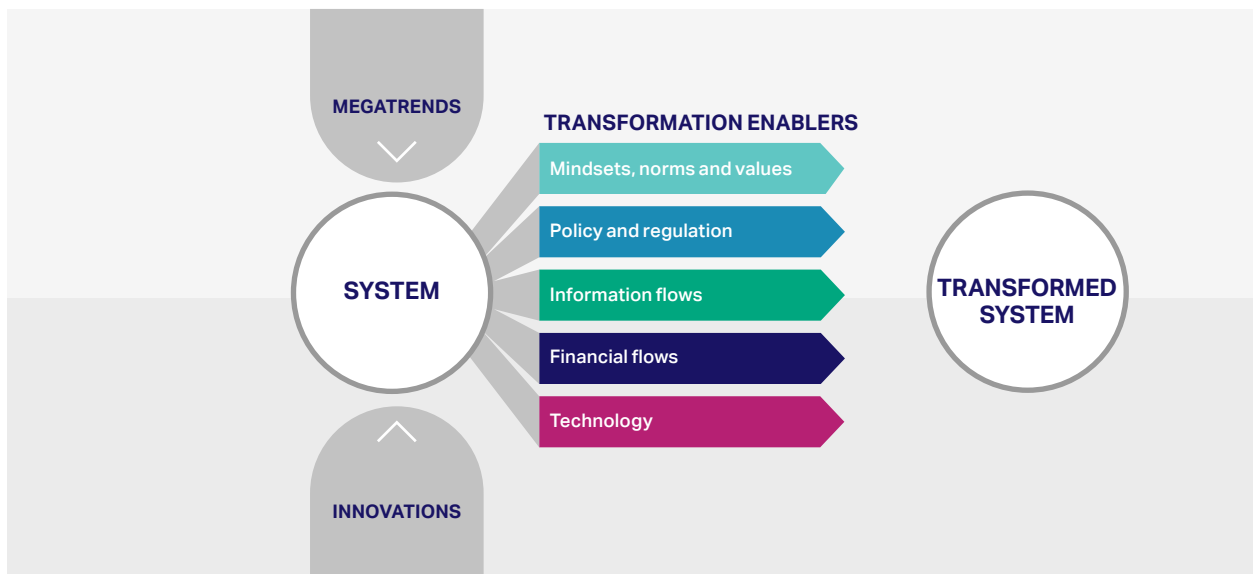 MEGATRENDS
TRANSFORMATION ENABLERS
Mindsets, norms and values
Policy and regulation
SYSTEM
Information flows
TRANSFORMED
SYSTEM
Financial flows
Technology
INNOVATIONS